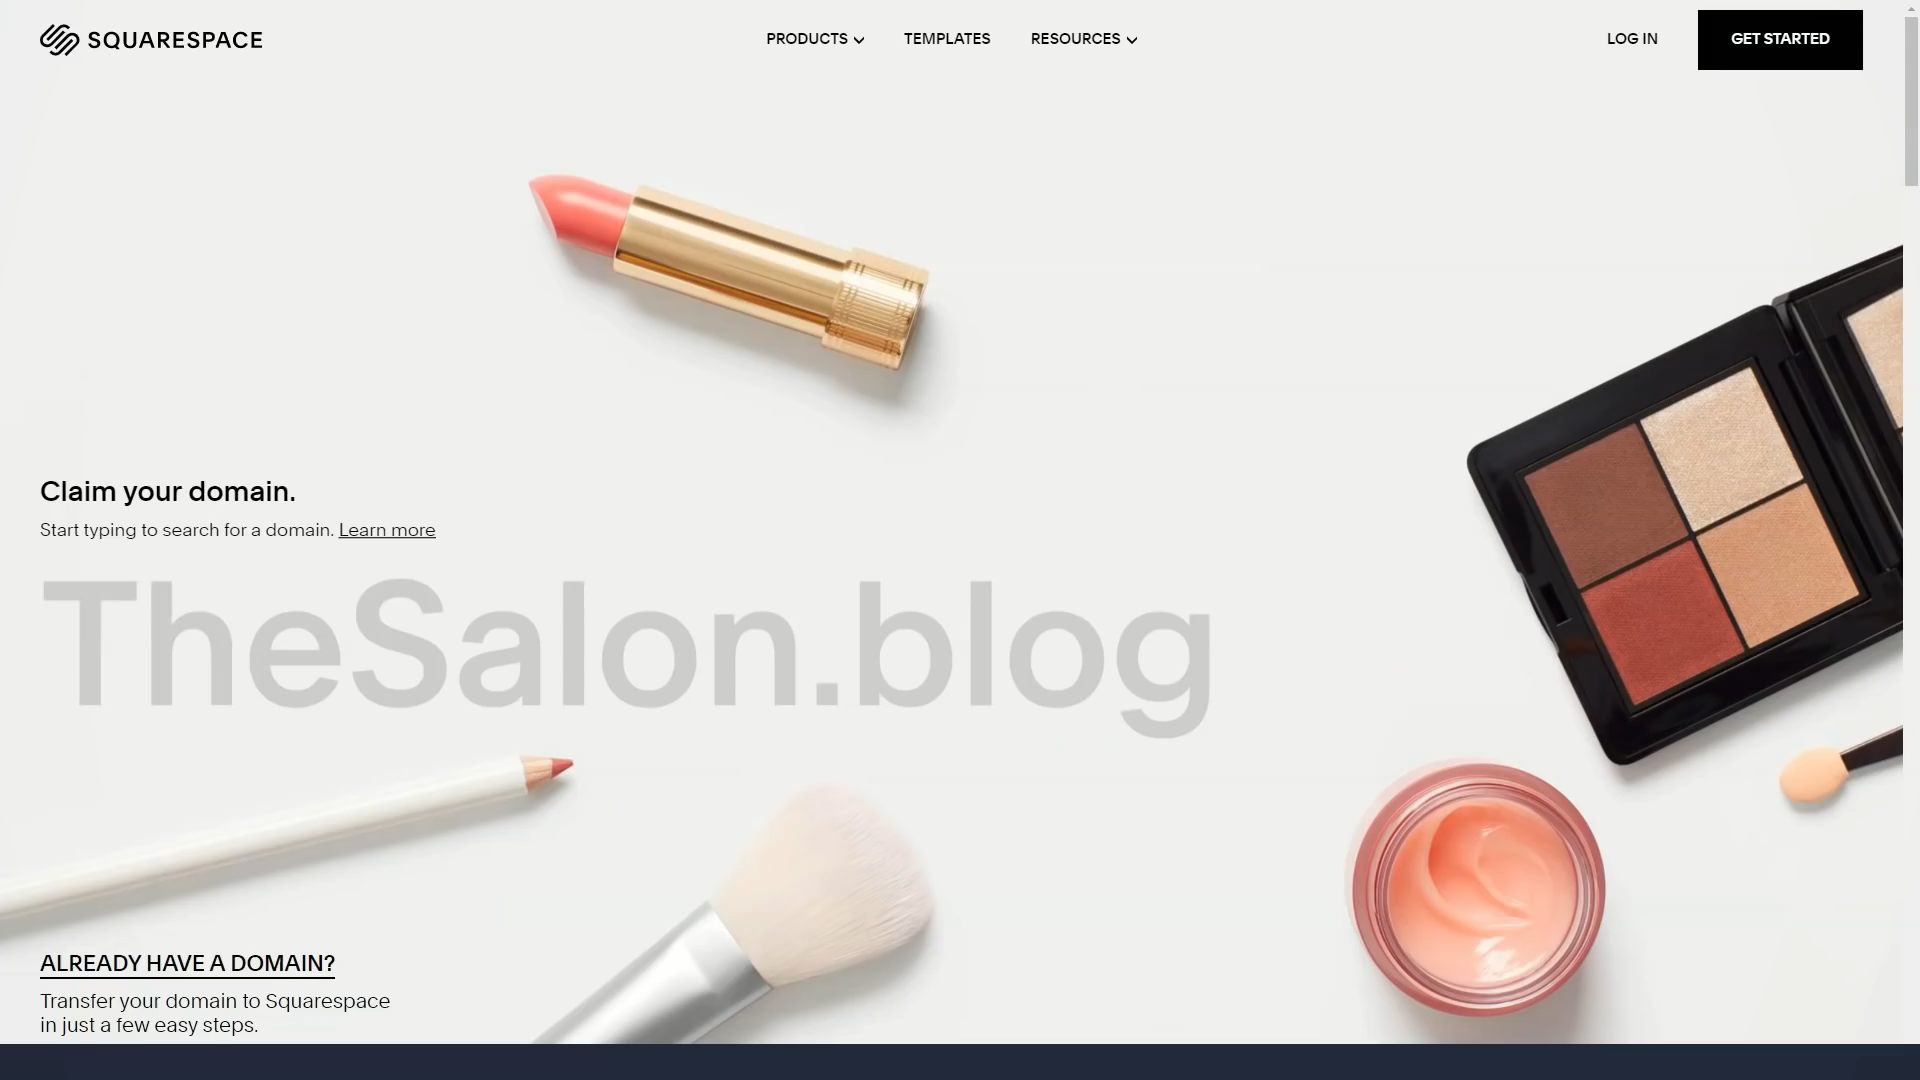 SQUARESPACE
PRODUCTS
TEMPLATES
RESOURCES
LOG IN
GET STARTED
Claim your domain.
Start typing to search for a domain. Learn more
TheSalon.blog
ALREADY HAVE A DOMAIN?
Transfer your domain to Squarespace
in just a few easy steps.